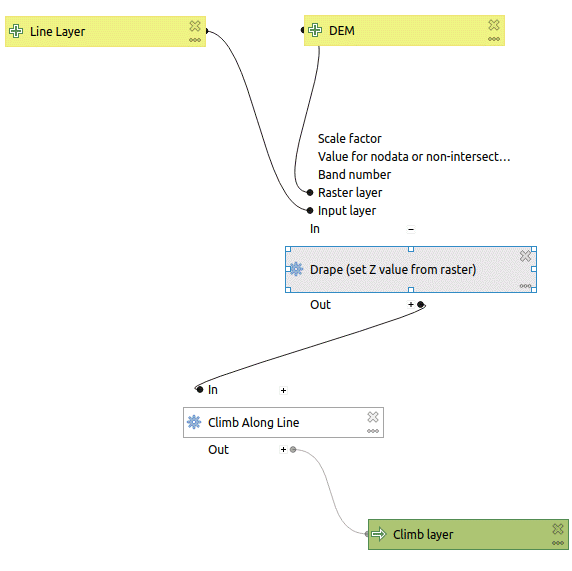 Line Layer
DEM
Scale factor
Value for nodata or non-intersect...
Band number
Raster layer
Input layer
In
Drape (set Z value from raster)
Out
In
Climb Along Line
Out
Climb layer